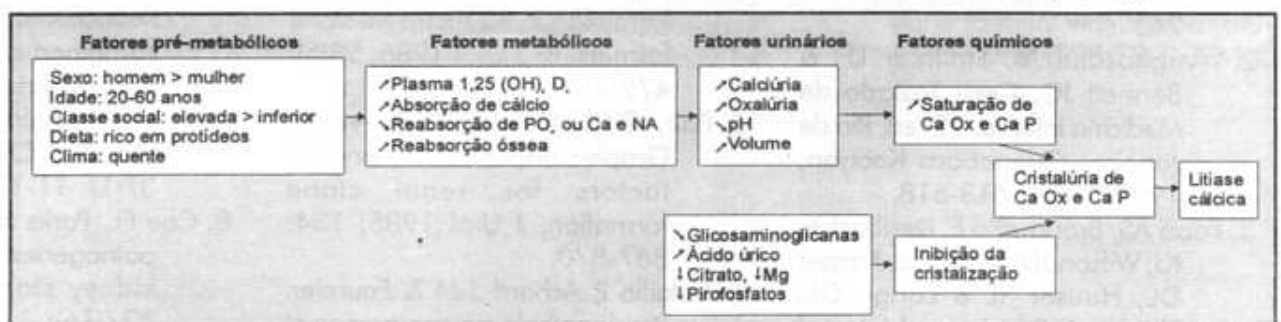 Fatores pré-metabólicos
Sexo: homem > mulher
Idade: 20-60 anos
Classe social: elevada > inferior
Dieta: rico em protídeos
Clima: quente
Fatores metabólicos
↗Plasma 1,25 (OH), D,
↗Absorção de cálcio
↘Reabsorção de PO, ou Ca e NA
↗Reabsorção óssea
Fatores urinários
↗Calciúria
↗Oxalúria
↘pH
↗Volume
↘Glicosaminoglicanas
↗Ácido úrico
↓Citrato, ↓Mg
↓Pirofosfatos
Fatores químicos
↗Saturação de
Ca Ox e Ca P
Cristalúria de
Ca Ox e Ca P
Inibição da
cristalização
Litíase
cálcica